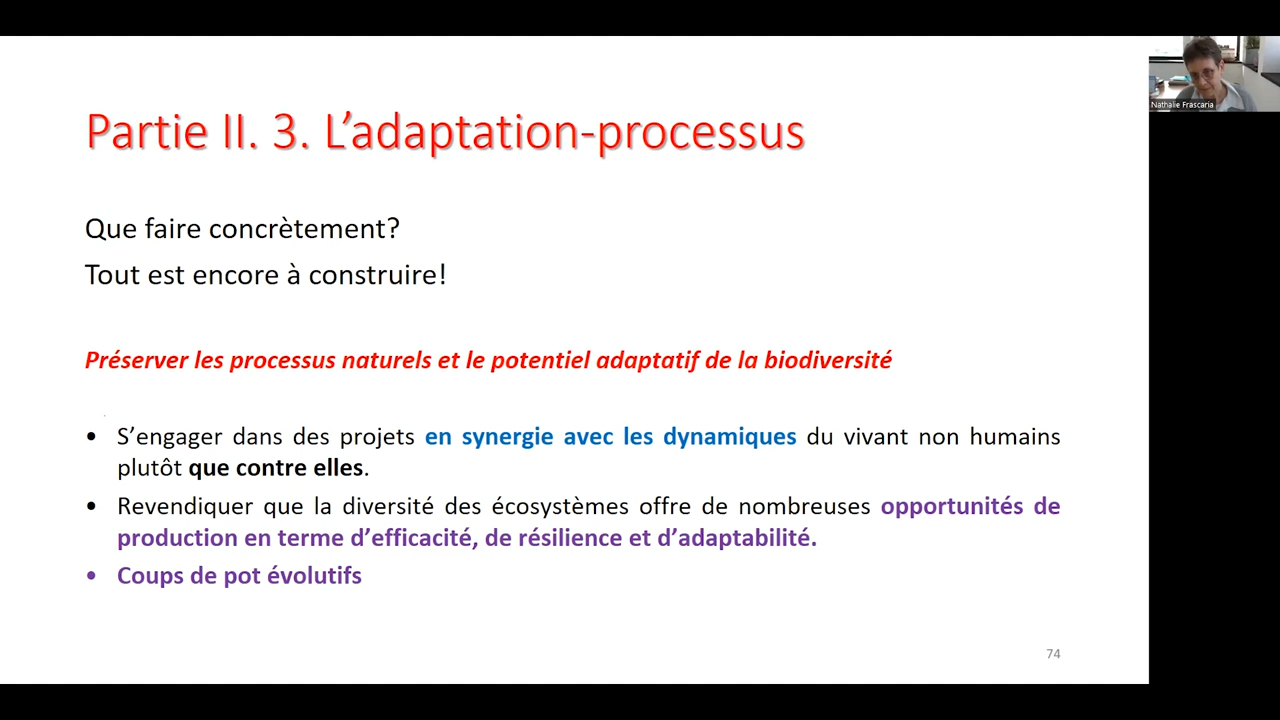 Partie II. 3. L’adaptation-processus
Nathalie Frascaria
Que faire concrètement?
Tout est encore à construire!
Préserver les processus naturels et le potentiel adaptatif de la biodiversité
• S’engager dans des projets en synergie avec les dynamiques du vivant non humains
plutôt que contre elles.
• Revendiquer que la diversité des écosystèmes offre de nombreuses opportunités de
production en terme d’efficacité, de résilience et d’adaptabilité.
• Coups de pot évolutifs
74